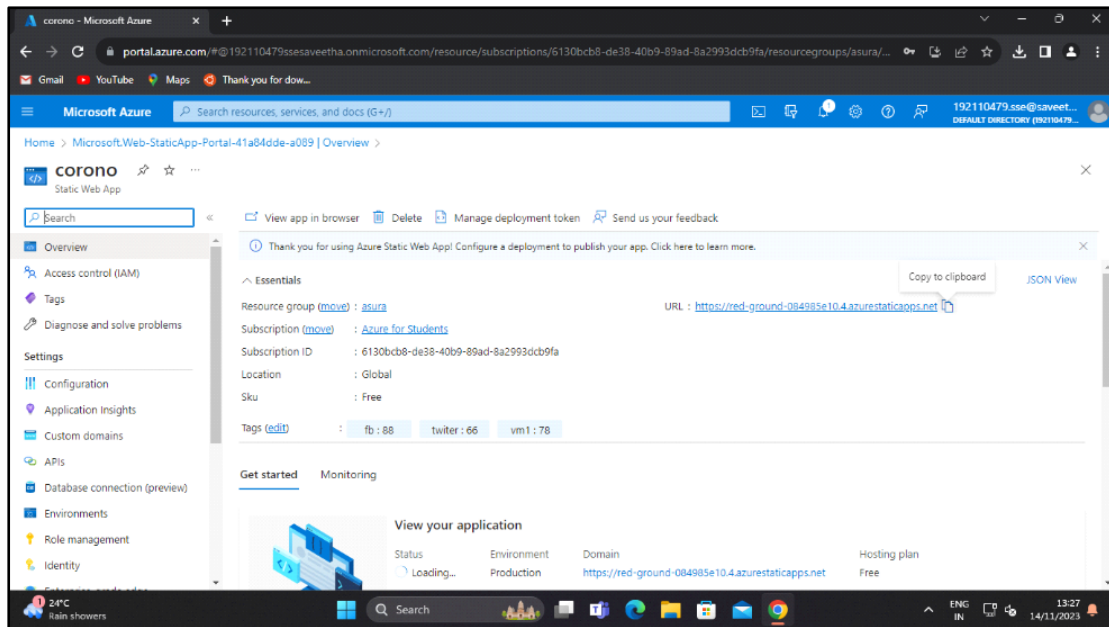 corono - Microsoft Azure
portal.azure.com/#@192110479ssesaveetha.onmicrosoft.com/resource/subscriptions/6130bcb8-de38-40b9-89ad-8a2993dcb9fa/resourcegroups/asura/...
Gmail YouTube Maps Thank you for dow...
Microsoft Azure Search resources, services, and docs (G+/) 1 192110479.sse@saveet...
DEFAULT DIRECTORY (192110479...
Home > Microsoft.Web-StaticApp-Portal-41a84dde-a089 | Overview >
corono ...
Static Web App
Search «
Overview
Access control (IAM)
Tags
Diagnose and solve problems
Settings
Configuration
Application Insights
Custom domains
APIs
Database connection (preview)
Environments
Role management
Identity
View app in browser Delete Manage deployment token Send us your feedback
Thank you for using Azure Static Web App! Configure a deployment to publish your app. Click here to learn more.
Essentials
Copy to clipboard
JSON View
Resource group (move) : asura
URL : https://red-ground-084985e10.4.azurestaticapps.net
Subscription (move) : Azure for Students
Subscription ID : 6130bcb8-de38-40b9-89ad-8a2993dcb9fa
Location : Global
Sku : Free
Tags (edit) : fb : 88 twiter : 66 vm1 : 78
Get started Monitoring
View your application
Status Environment Domain Hosting plan
Loading... Production https://red-ground-084985e10.4.azurestaticapps.net Free
1 24°C
Rain showers
Search
ENG
IN
13:27
14/11/2023